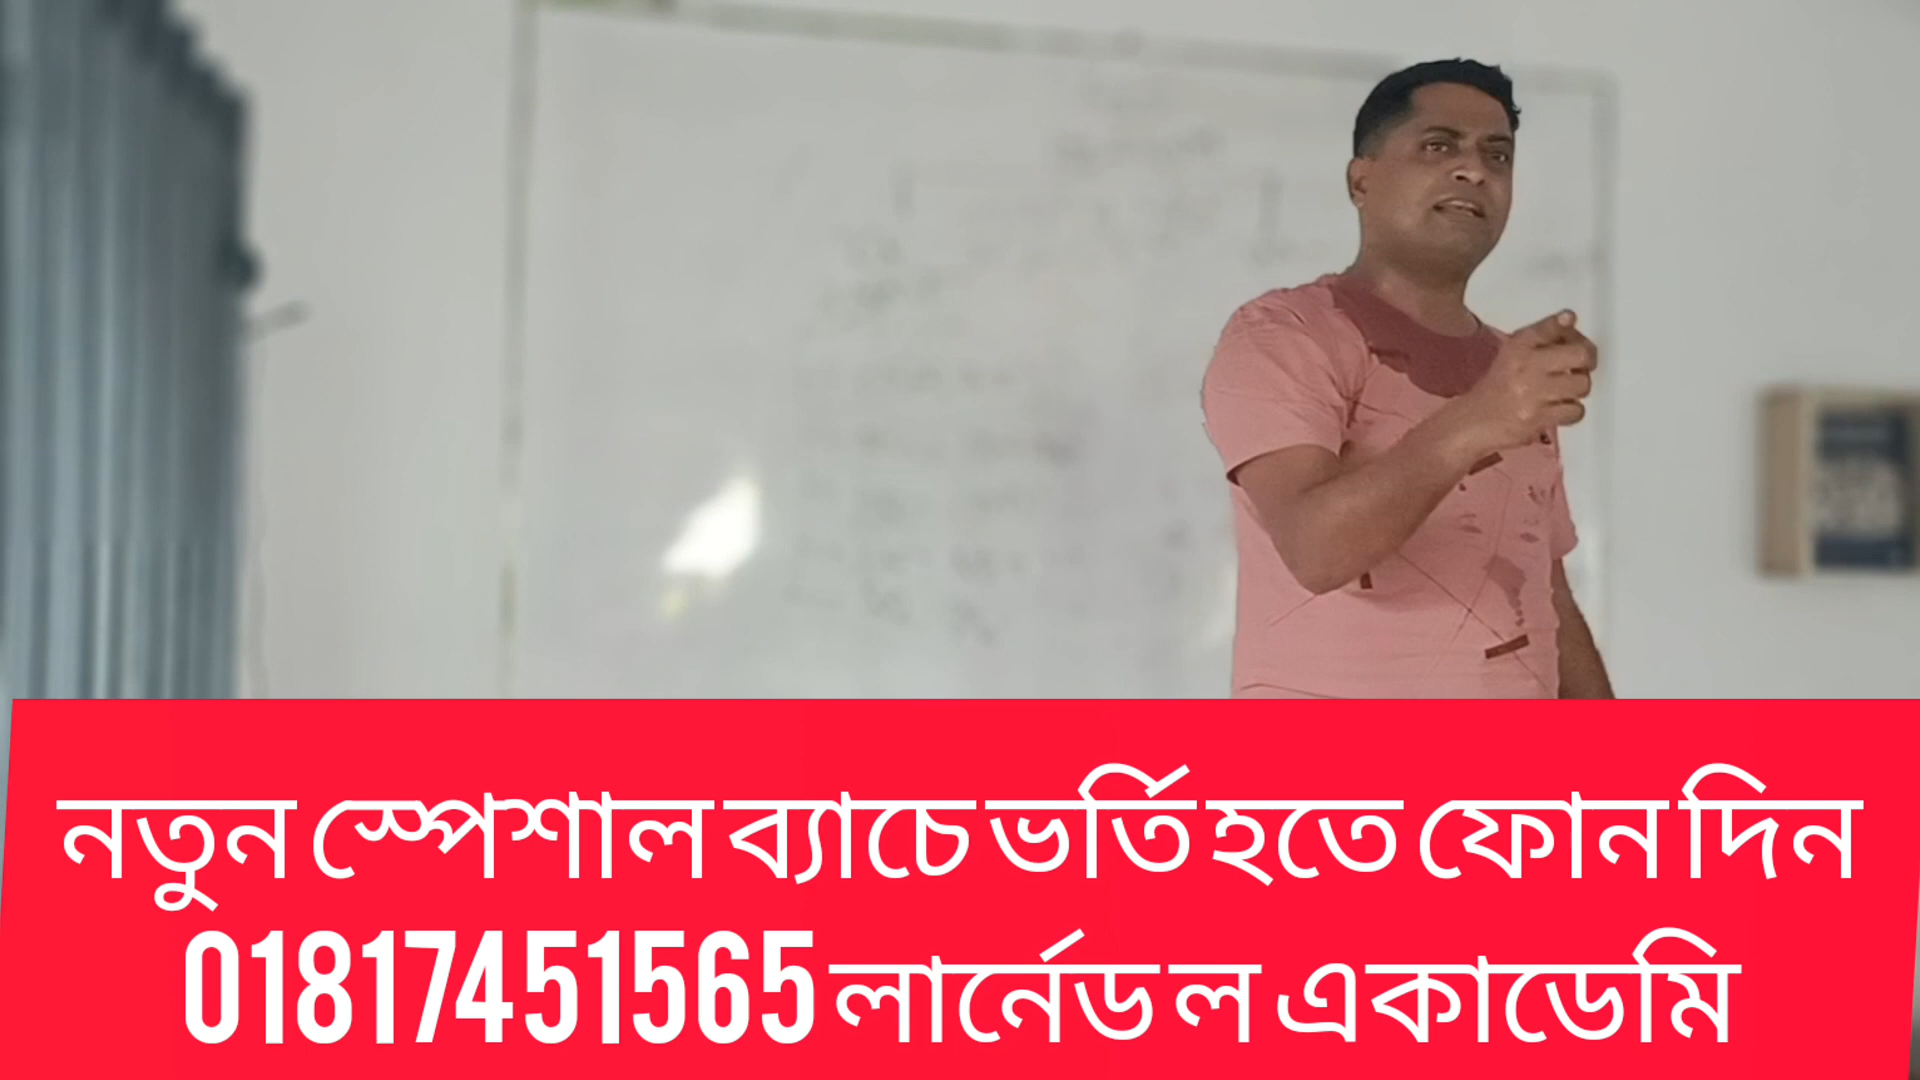 নতুন স্পেশাল ব্যাচে ভর্তি হতে ফোন দিন
01817451565 লার্নেড ল একাডেমি